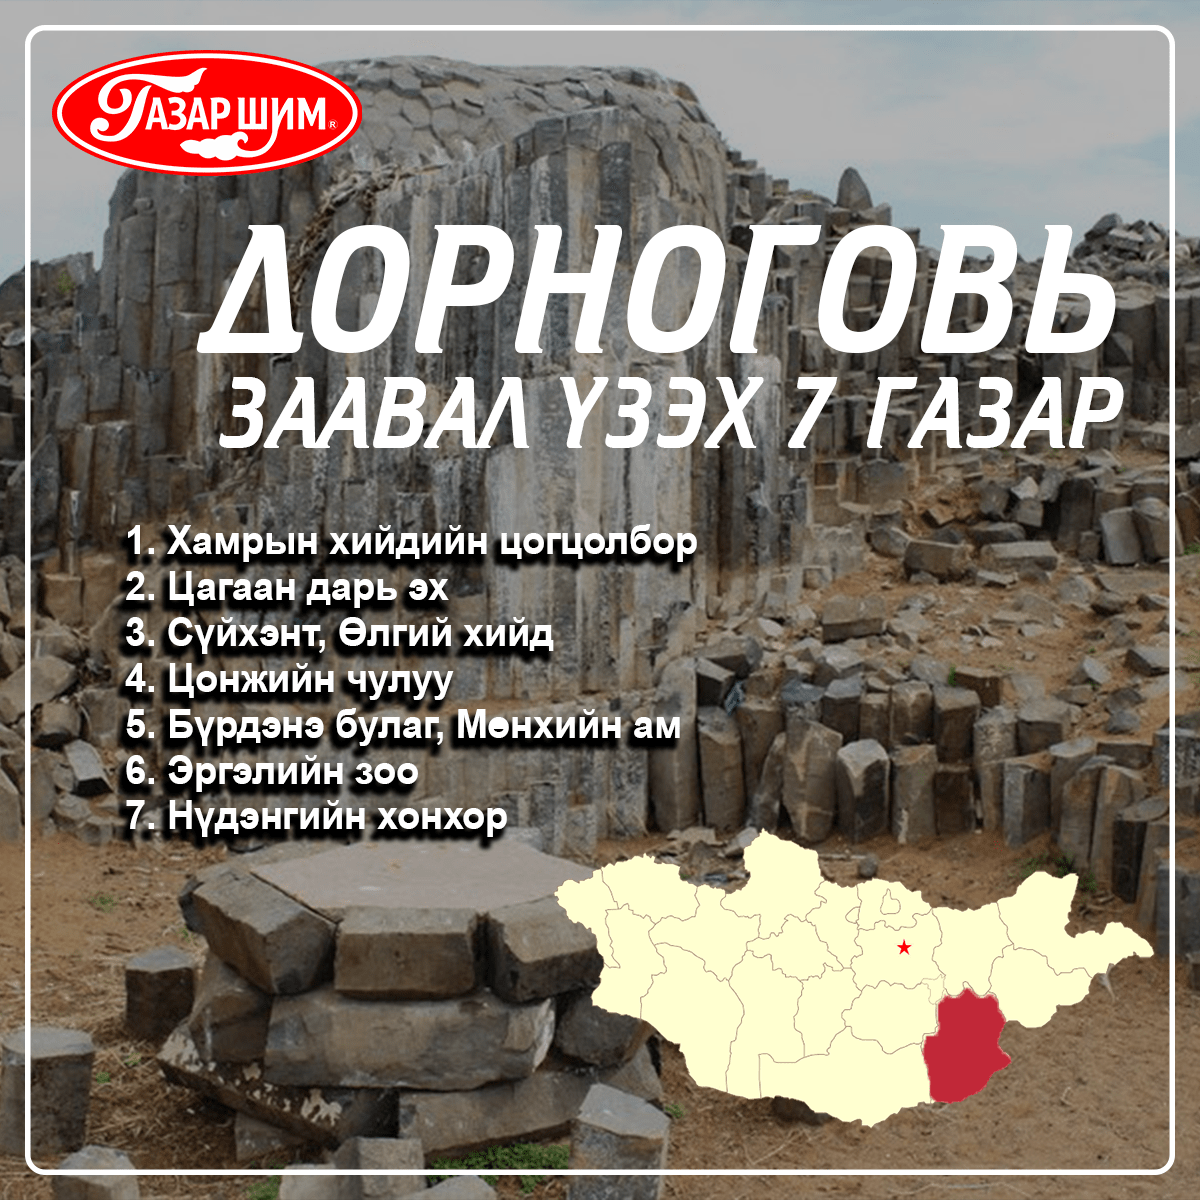 ГАЗАР ШИМ®
ДОРНОГОВЬ
ЗААВАЛ ҮЗЭХ 7 ГАЗАР
1. Хамрын хийдийн цогцолбор
2. Цагаан дарь эх
3. Сүйхэнт, Өлгий хийд
4. Цонжийн чулуу
5. Бүрдэнэ булаг, Мөнхийн ам
6. Эргэлийн зоо
7. Нүдэнгийн хонхор